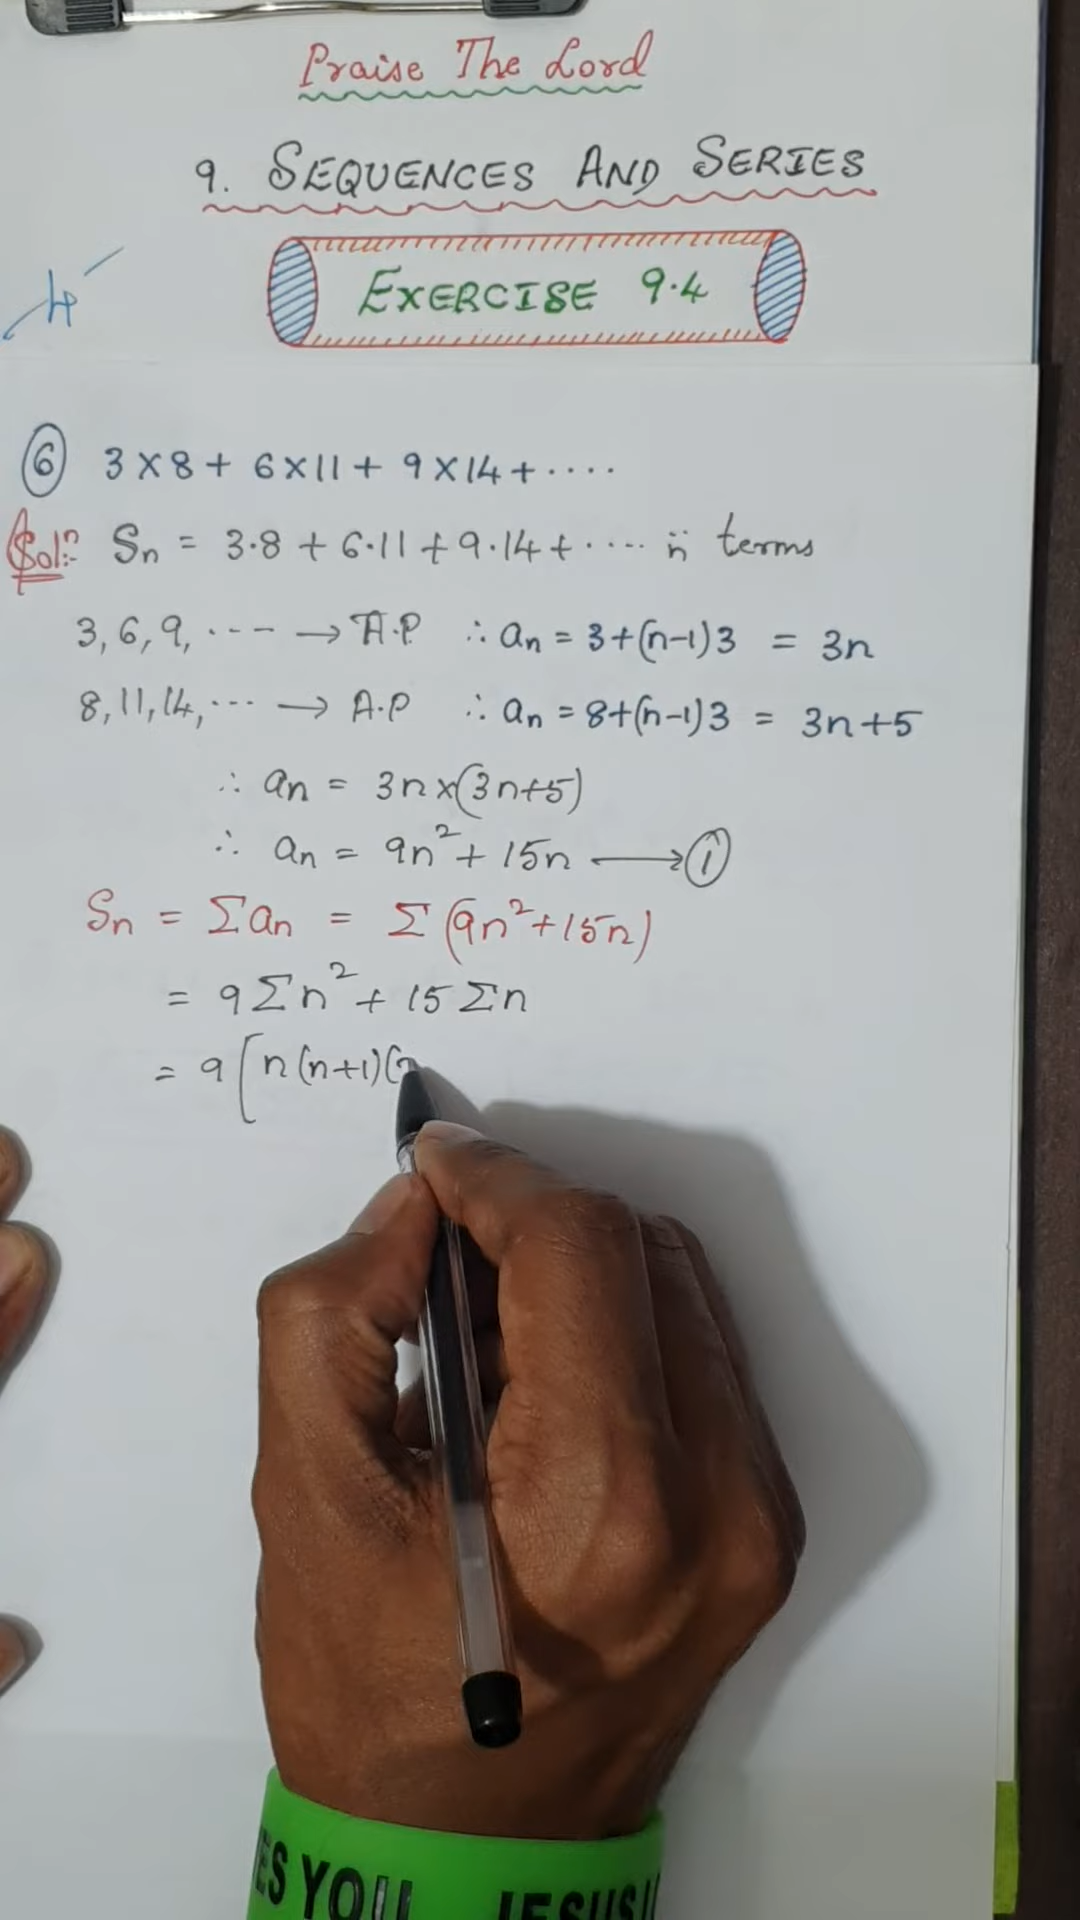 Praise The Lord
9. SEQUENCES AND SERIES
EXERCISE 9.4
6 3×8 + 6×11 + 9×14 + ....
Sol: Sn = 3·8 + 6·11 + 9·14 + .... n terms
3, 6, 9, ---- → A.P ∴ an = 3+(n-1)3 = 3n
8, 11, 14, ... → A.P ∴ an = 8+(n-1)3 = 3n+5
∴ an = 3n×(3n+5)
∴ an = 9n² + 15n → 1
Sn = Σan = Σ(9n²+15n)
= 9Σn² + 15Σn
= 9[n(n+1)(
YOU JESUS